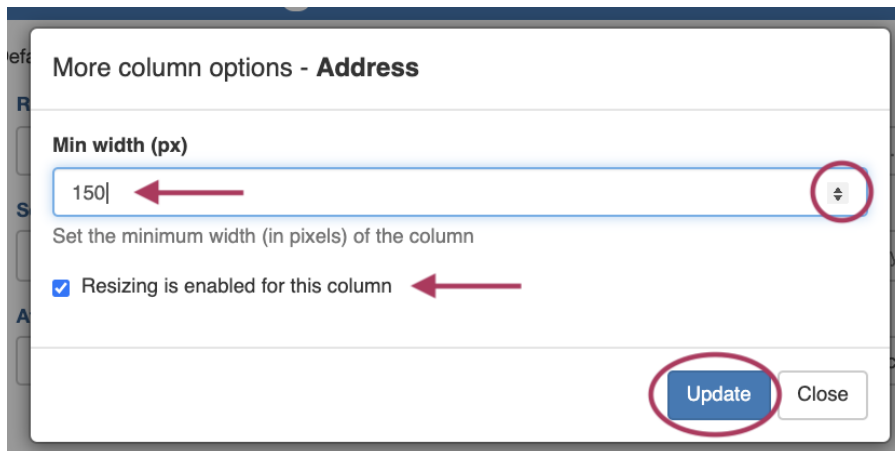 More column options - Address
Min width (px)
150
Set the minimum width (in pixels) of the column
Resizing is enabled for this column
Update Close